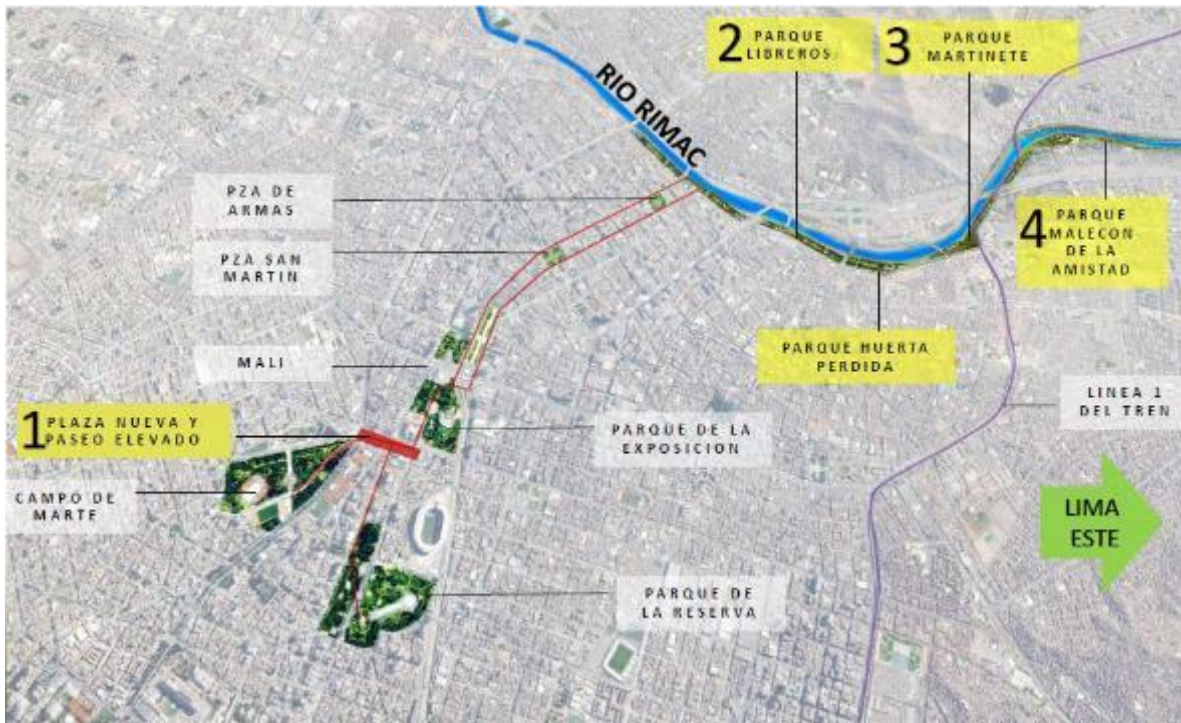 2 PARQUE
LIBREROS
3 PARQUE
MARTINETE
RIO RIMAC
PZA DE
ARMAS
PZA SAN
MARTIN
4 PARQUE
MALECON
DE LA
AMISTAD
MALI
PARQUE HUERTA
PERDIDA
LINEA 1
DEL TREN
1 PLAZA NUEVA Y
PASEO ELEVADO
PARQUE DE LA
EXPOSICION
CAMPO DE
MARTE
LIMA
ESTE
PARQUE DE
LA RESERVA